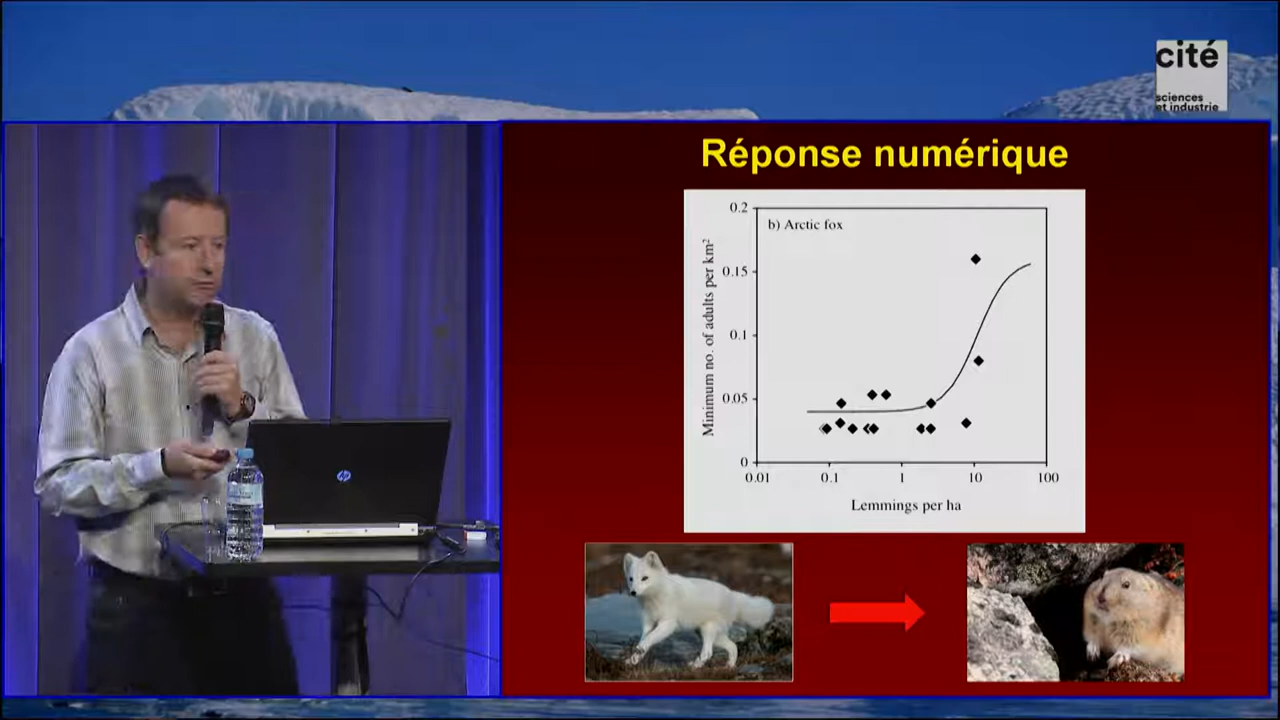 cité
sciences
et industrie
Réponse numérique
b) Arctic fox
Minimum no. of adults per km²
0.2
0.15
0.1
0.05
0
0.01
0.1
1
10
100
Lemmings per ha
hp